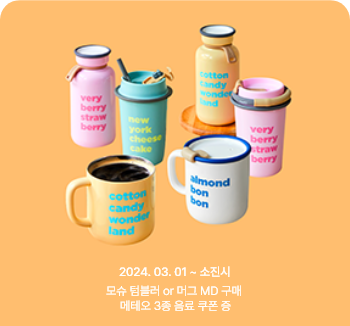 very
berry
straw
berry
new
york
cheese
cake
cotton
candy
wonder
land
very
berry
straw
berry
cotton
candy
wonder
land
almond
bon
bon
2024. 03. 01 ~ 소진시
모슈 텀블러 or 머그 MD 구매
메테오 3종 음료 쿠폰 증